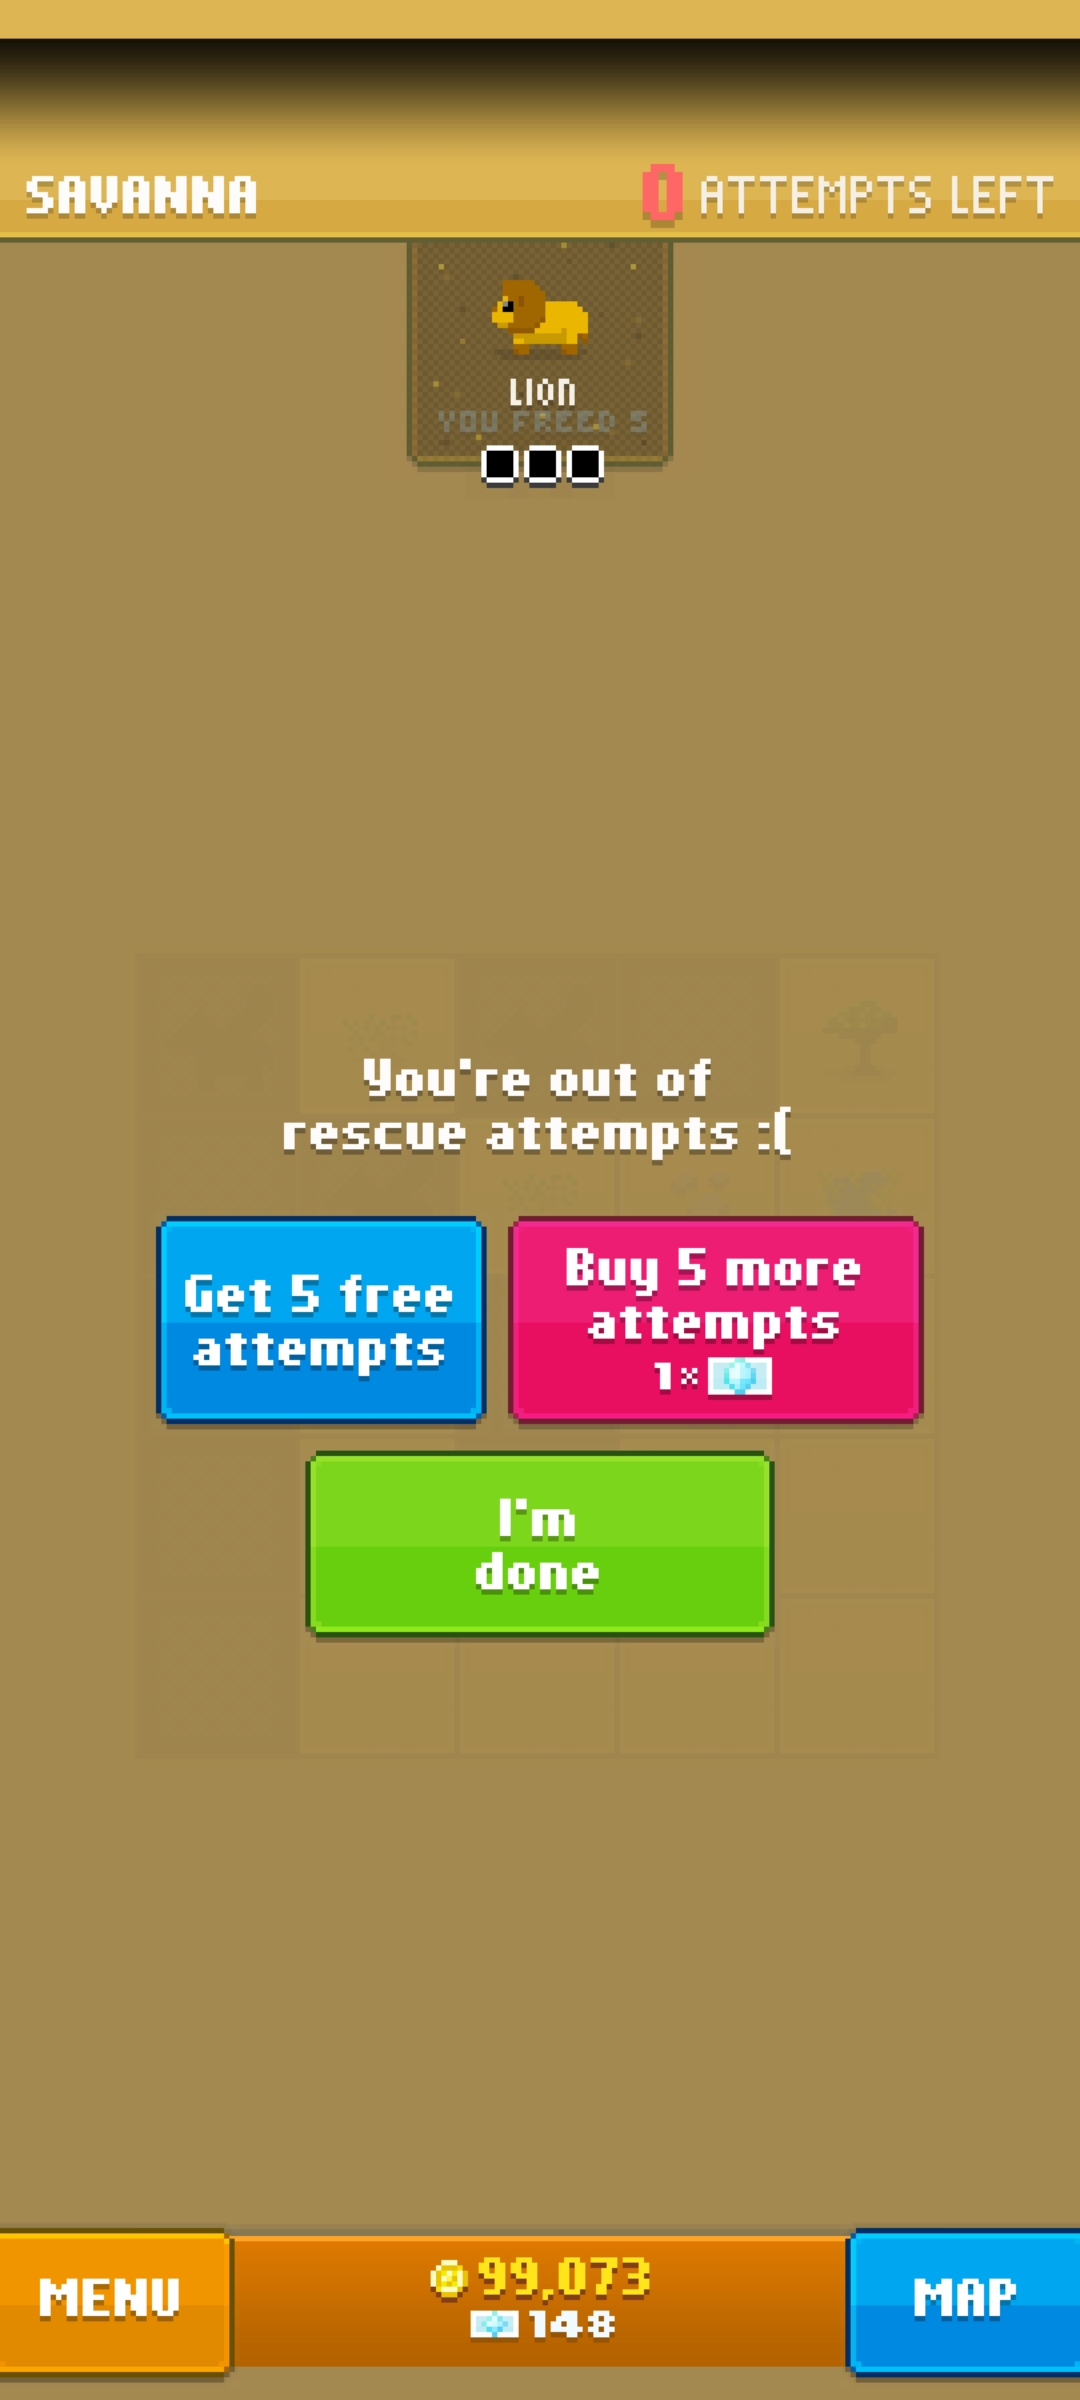 SAVANNA
0 ATTEMPTS LEFT
LION
YOU FREED 5
You're out of
rescue attempts :(
Get 5 free
attempts
Buy 5 more
attempts
1×
I'm
done
MENU
99,073
148
MAP